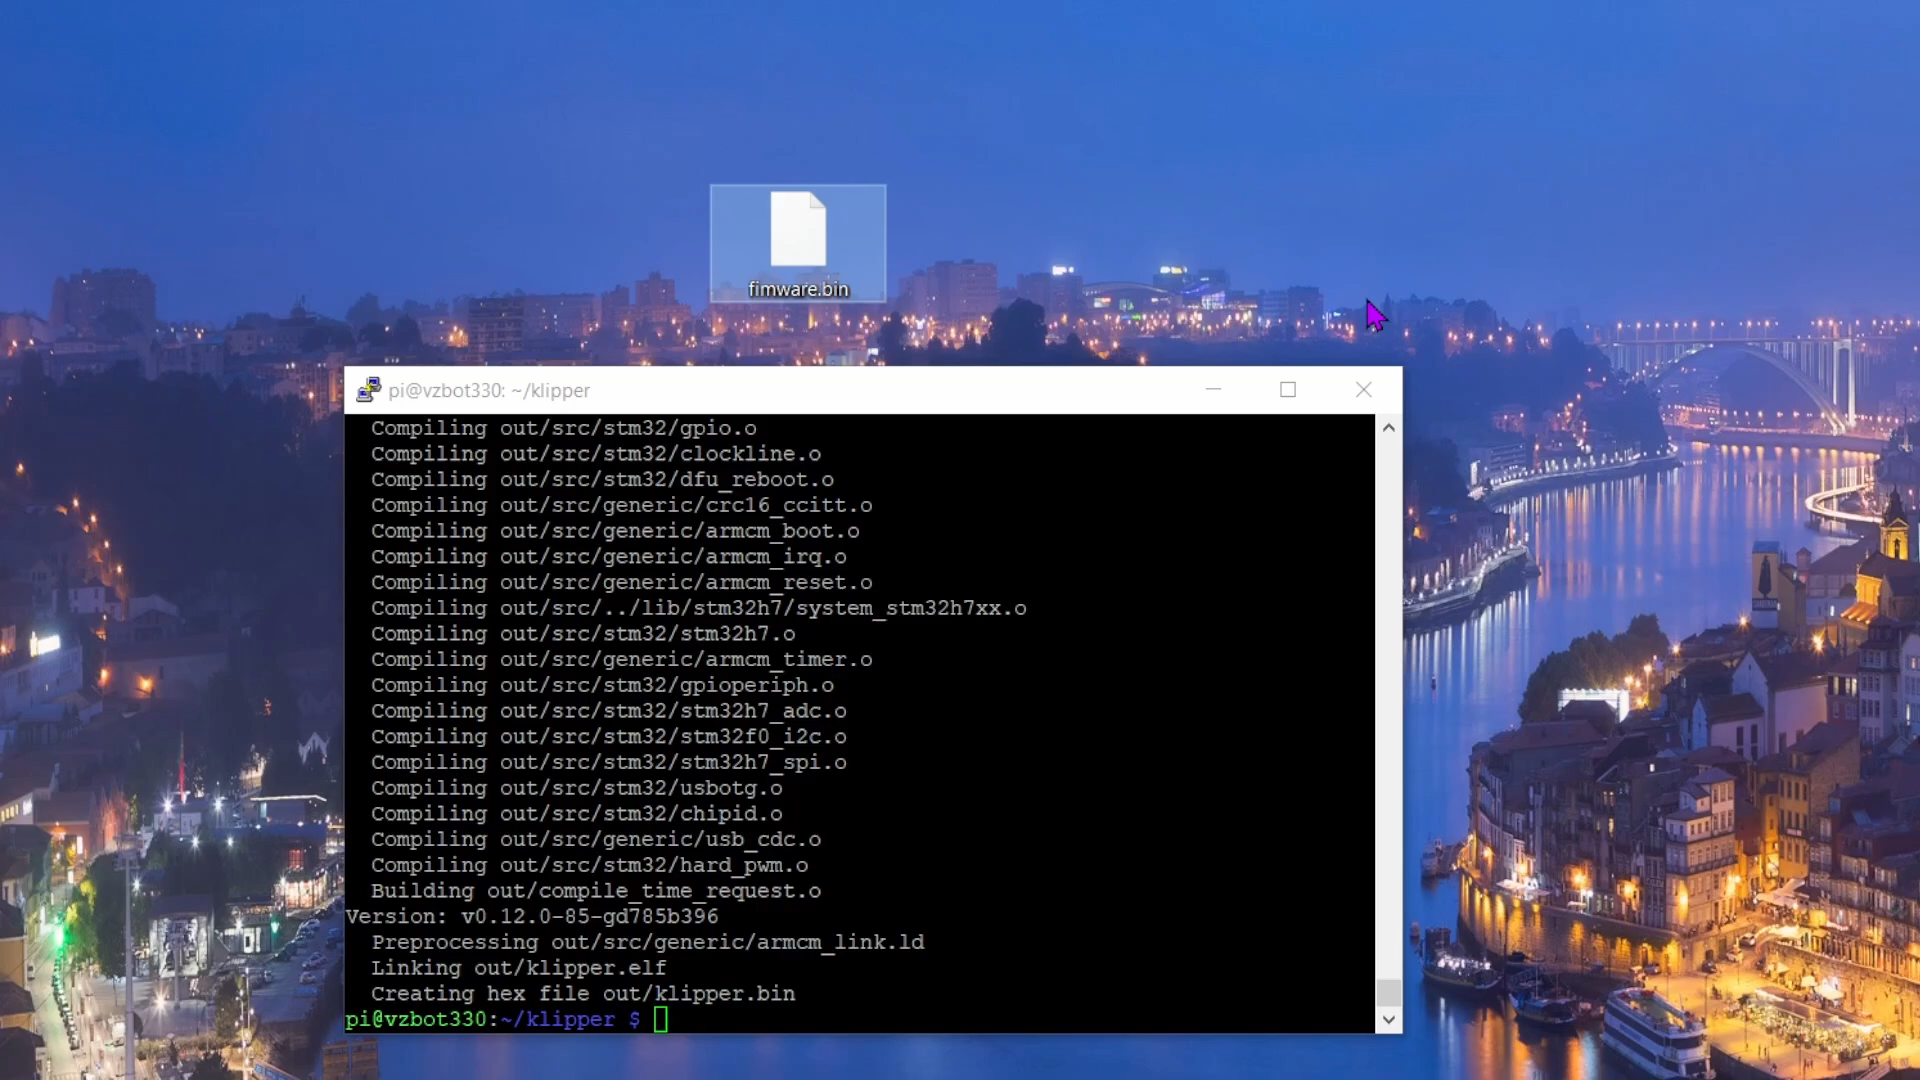 fimware.bin
pi@vzbot330: ~/klipper
Compiling out/src/stm32/gpio.o
Compiling out/src/stm32/clockline.o
Compiling out/src/stm32/dfu_reboot.o
Compiling out/src/generic/crc16_ccitt.o
Compiling out/src/generic/armcm_boot.o
Compiling out/src/generic/armcm_irq.o
Compiling out/src/generic/armcm_reset.o
Compiling out/src/../lib/stm32h7/system_stm32h7xx.o
Compiling out/src/stm32/stm32h7.o
Compiling out/src/generic/armcm_timer.o
Compiling out/src/stm32/gpioperiph.o
Compiling out/src/stm32/stm32h7_adc.o
Compiling out/src/stm32/stm32f0_i2c.o
Compiling out/src/stm32/stm32h7_spi.o
Compiling out/src/stm32/usbotg.o
Compiling out/src/stm32/chipid.o
Compiling out/src/generic/usb_cdc.o
Compiling out/src/stm32/hard_pwm.o
Building out/compile_time_request.o
Version: v0.12.0-85-gd785b396
Preprocessing out/src/generic/armcm_link.ld
Linking out/klipper.elf
Creating hex file out/klipper.bin
pi@vzbot330:~/klipper $